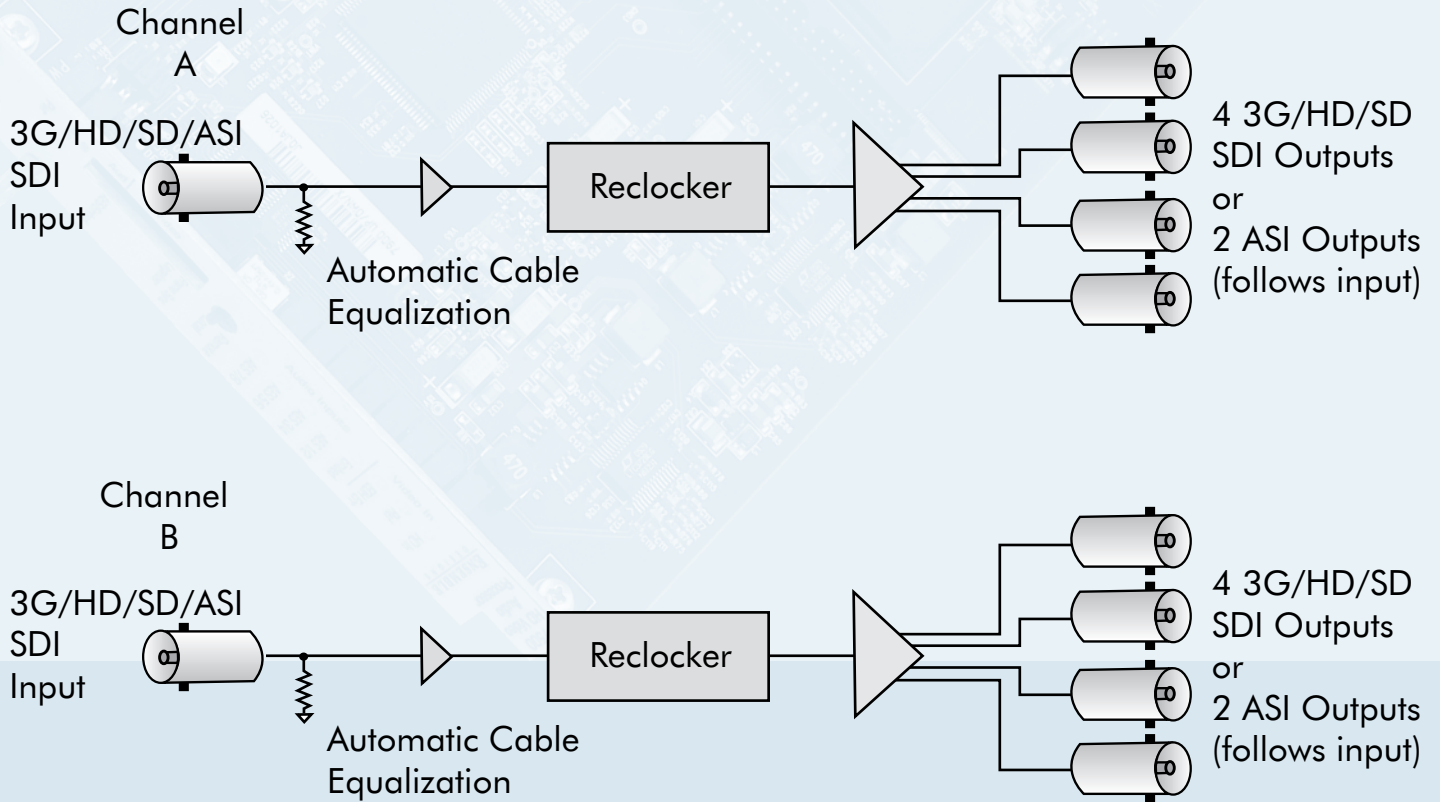 Channel
A
3G/HD/SD/ASI
SDI
Input
Automatic Cable
Equalization
Reclocker
4 3G/HD/SD
SDI Outputs
or
2 ASI Outputs
(follows input)
Channel
B
3G/HD/SD/ASI
SDI
Input
Automatic Cable
Equalization
Reclocker
4 3G/HD/SD
SDI Outputs
or
2 ASI Outputs
(follows input)